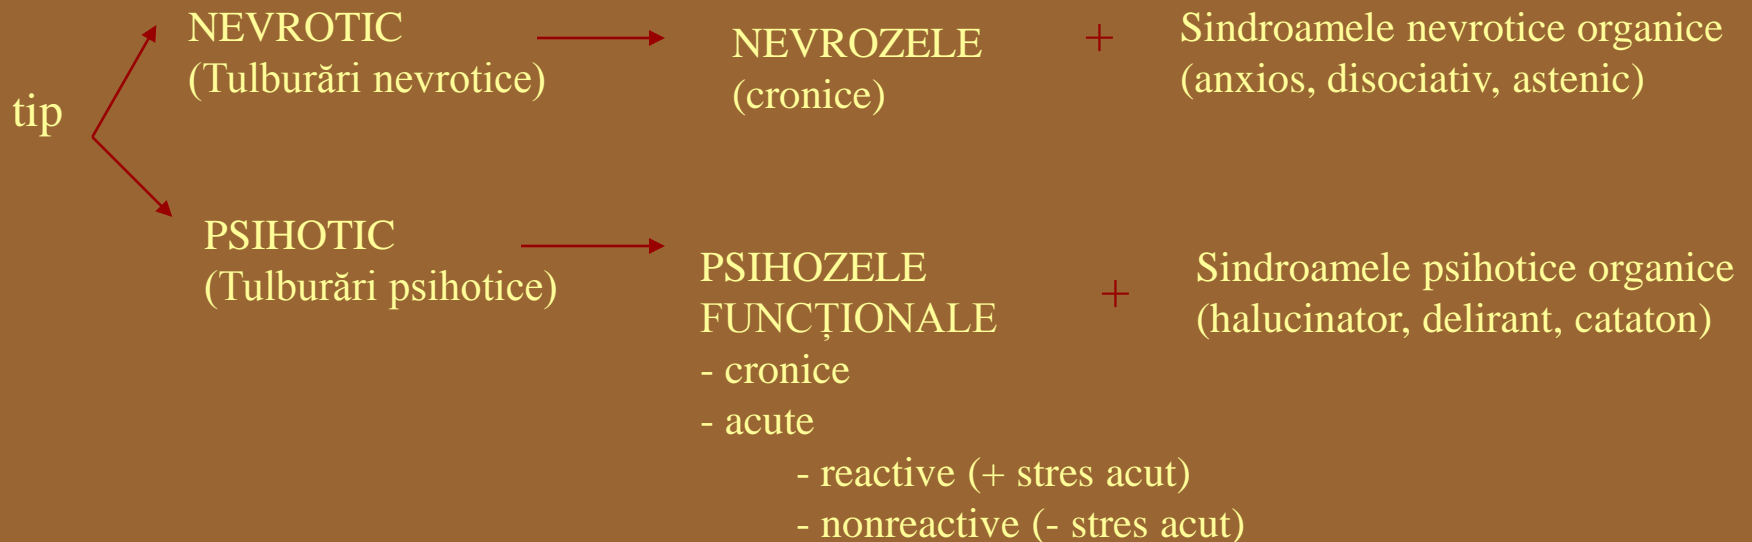 tip
NEVROTIC
(Tulburări nevrotice)
NEVROZELE
(cronice)
+
Sindroamele nevrotice organice
(anxios, disociativ, astenic)
PSIHOTIC
(Tulburări psihotice)
PSIHOZELE
FUNCȚIONALE
- cronice
- acute
- reactive (+ stres acut)
- nonreactive (- stres acut)
+
Sindroamele psihotice organice
(halucinator, delirant, cataton)